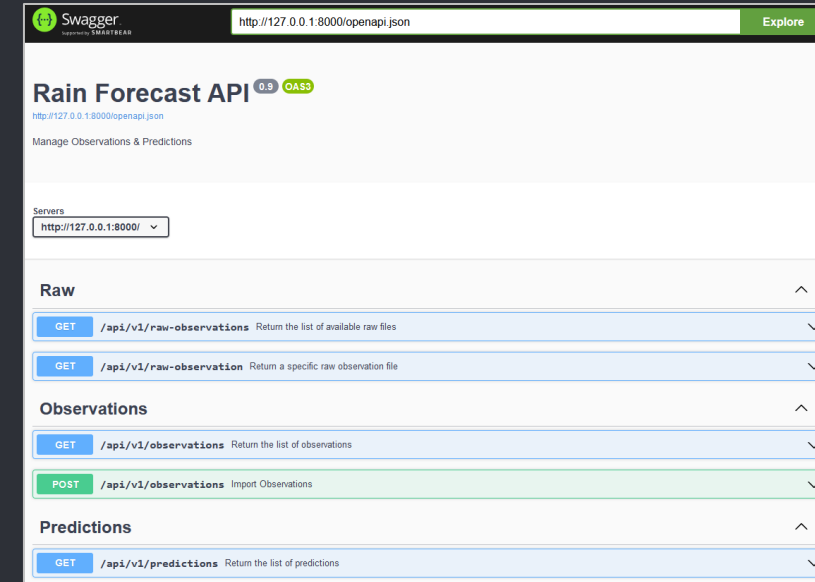 Swagger.
Supported by SMARTBEAR
http://127.0.0.1:8000/openapi.json
Explore
Rain Forecast API 0.9 OAS3
http://127.0.0.1:8000/openapi.json
Manage Observations & Predictions
Servers
http://127.0.0.1:8000/
Raw
GET /api/v1/raw-observations Return the list of available raw files
GET /api/v1/raw-observation Return a specific raw observation file
Observations
GET /api/v1/observations Return the list of observations
POST /api/v1/observations Import Observations
Predictions
GET /api/v1/predictions Return the list of predictions